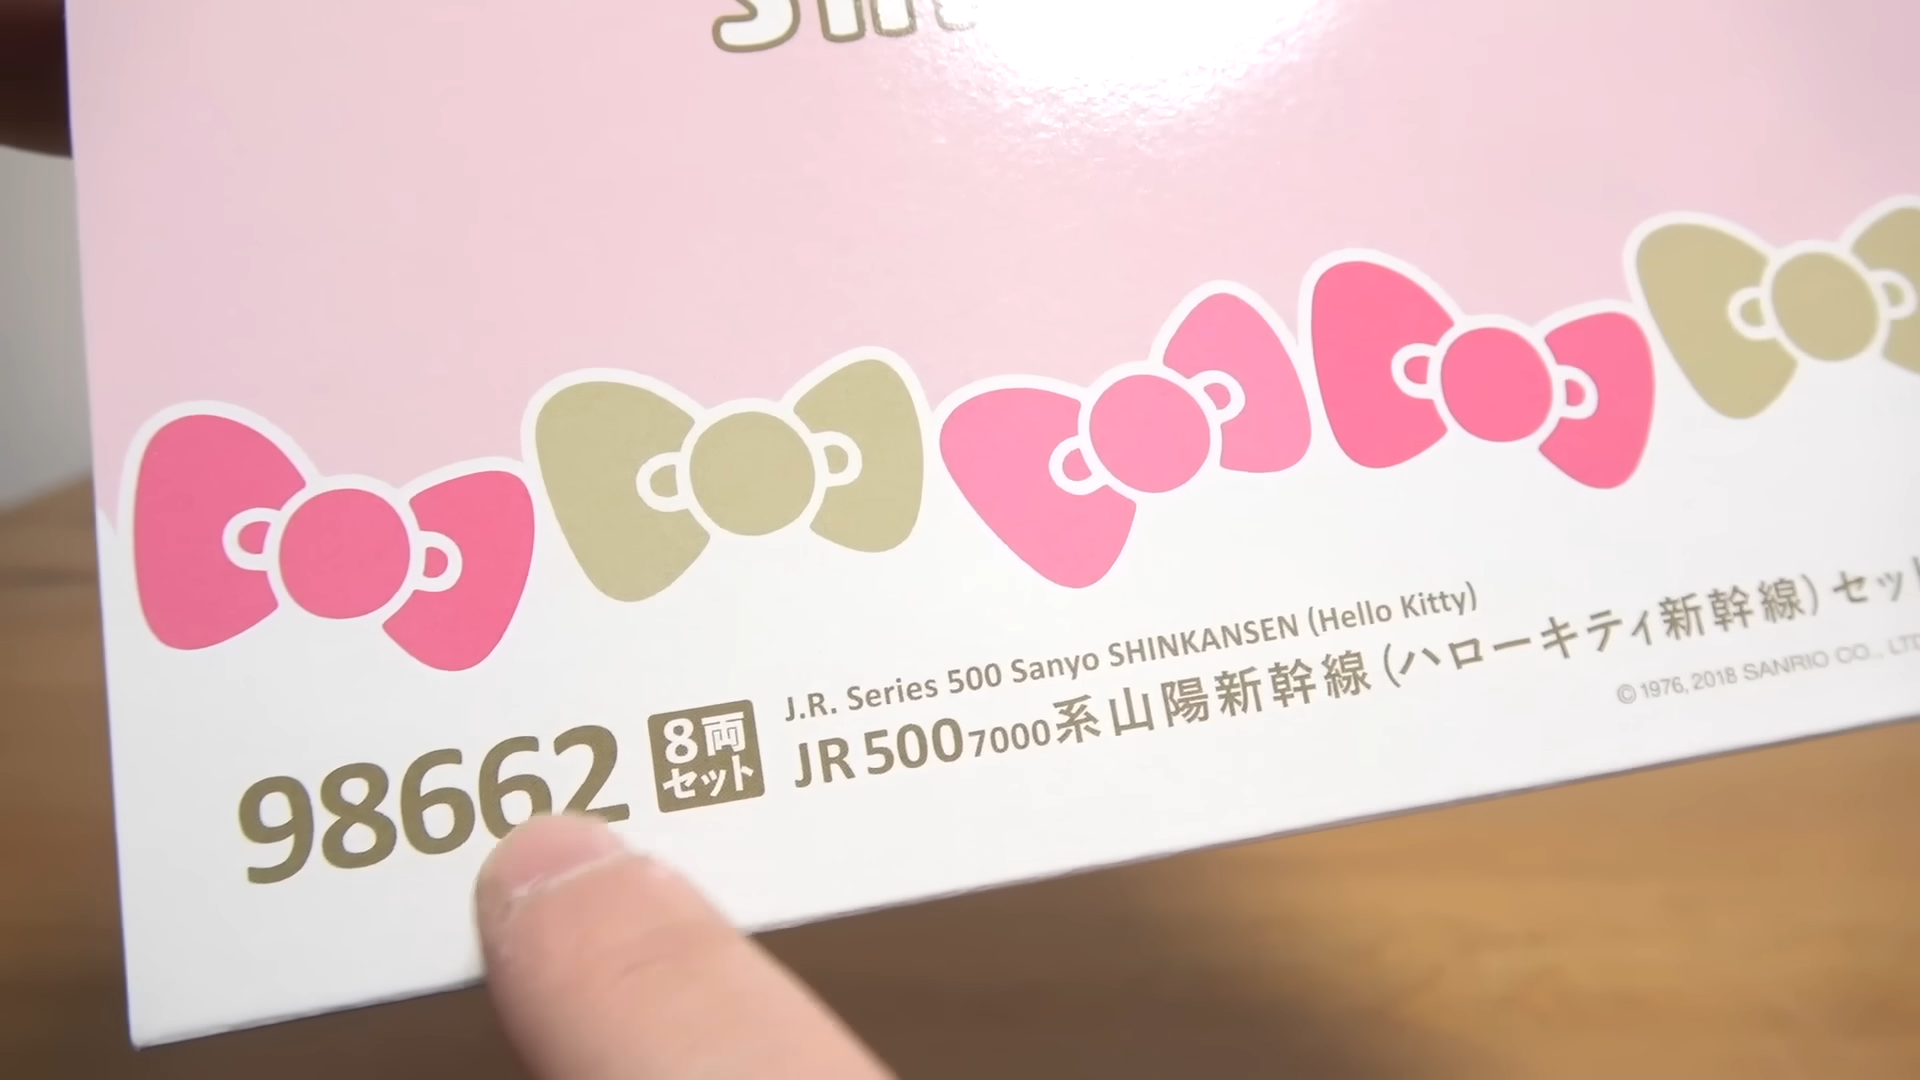 98662
8両
セット
J.R. Series 500 Sanyo SHINKANSEN (Hello Kitty)
JR 500 7000系山陽新幹線(ハローキティ新幹線)セット
© 1976, 2018 SANRIO CO., LTD